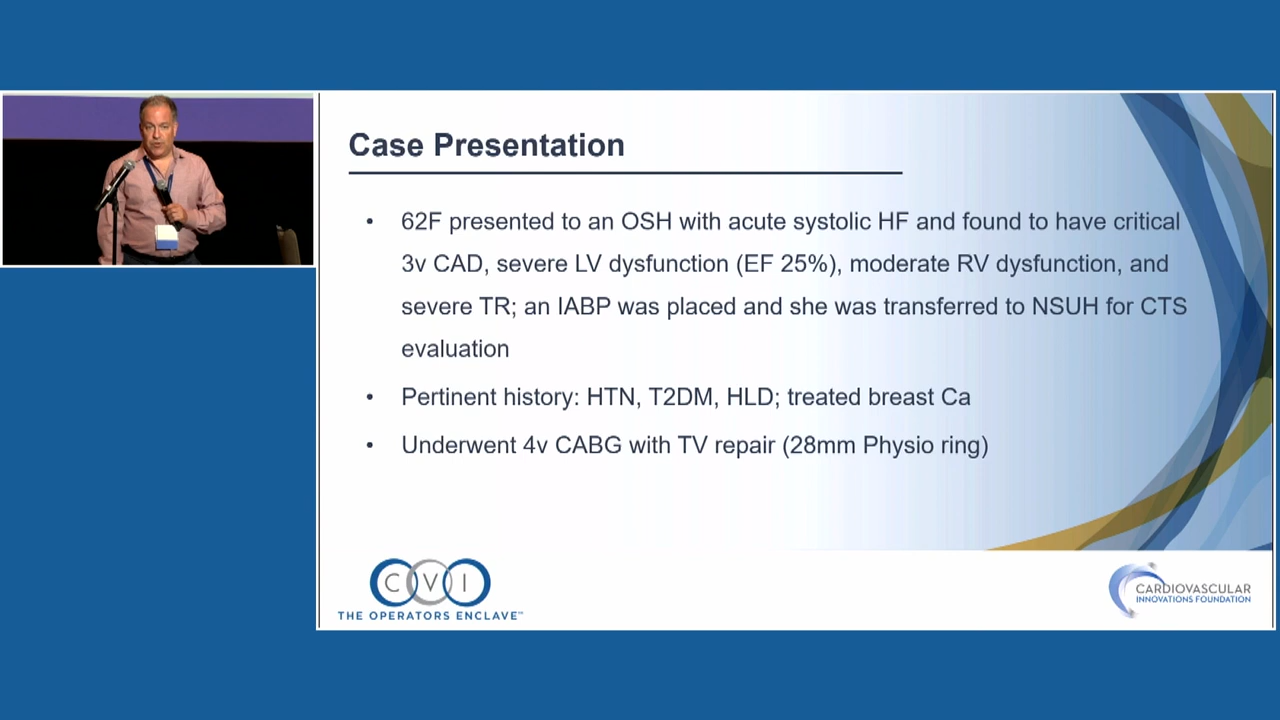 Case Presentation
• 62F presented to an OSH with acute systolic HF and found to have critical
3v CAD, severe LV dysfunction (EF 25%), moderate RV dysfunction, and
severe TR; an IABP was placed and she was transferred to NSUH for CTS
evaluation
• Pertinent history: HTN, T2DM, HLD; treated breast Ca
• Underwent 4v CABG with TV repair (28mm Physio ring)
CVI
THE OPERATORS ENCLAVE™
CARDIOVASCULAR
INNOVATIONS FOUNDATION